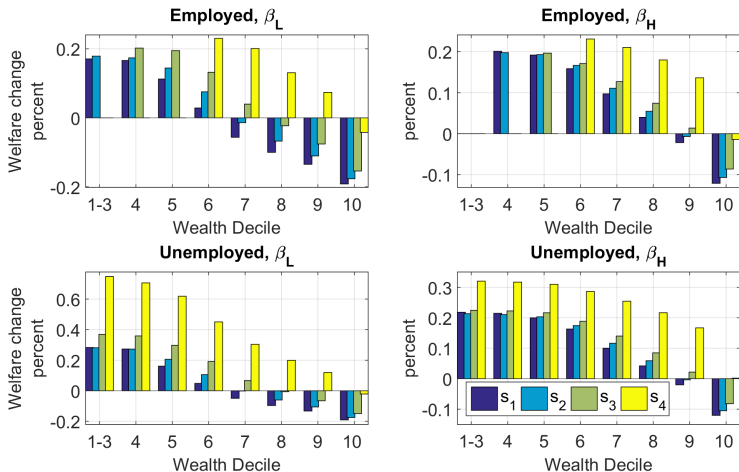 Employed, β_L
Welfare change
percent
0.2
0
-0.2
1-3 4 5 6 7 8 9 10
Wealth Decile
Employed, β_H
0.2
0.1
0
-0.1
1-3 4 5 6 7 8 9 10
Wealth Decile
Unemployed, β_L
Welfare change
percent
0.6
0.4
0.2
0
-0.2
1-3 4 5 6 7 8 9 10
Wealth Decile
Unemployed, β_H
0.3
0.2
0.1
0
-0.1
s_1 s_2 s_3 s_4
1-3 4 5 6 7 8 9 10
Wealth Decile